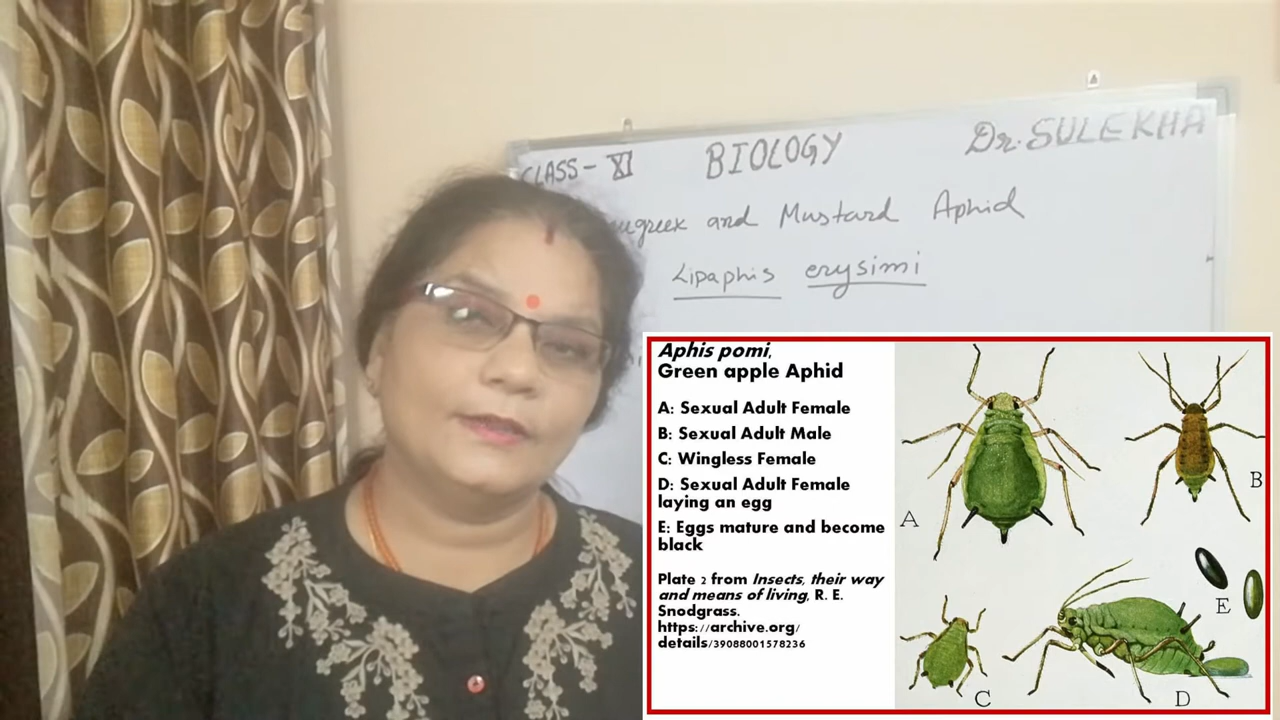 CLASS-XI BIOLOGY Dr. SULEKHA
and Mustard Aphid
Lipaphis erysimi
Aphis pomi,
Green apple Aphid
A: Sexual Adult Female
B: Sexual Adult Male
C: Wingless Female
D: Sexual Adult Female
laying an egg
E: Eggs mature and become
black
Plate 2 from Insects, their way
and means of living, R. E.
Snodgrass.
https://archive.org/
details/39088001578236
A
B
C
D
E